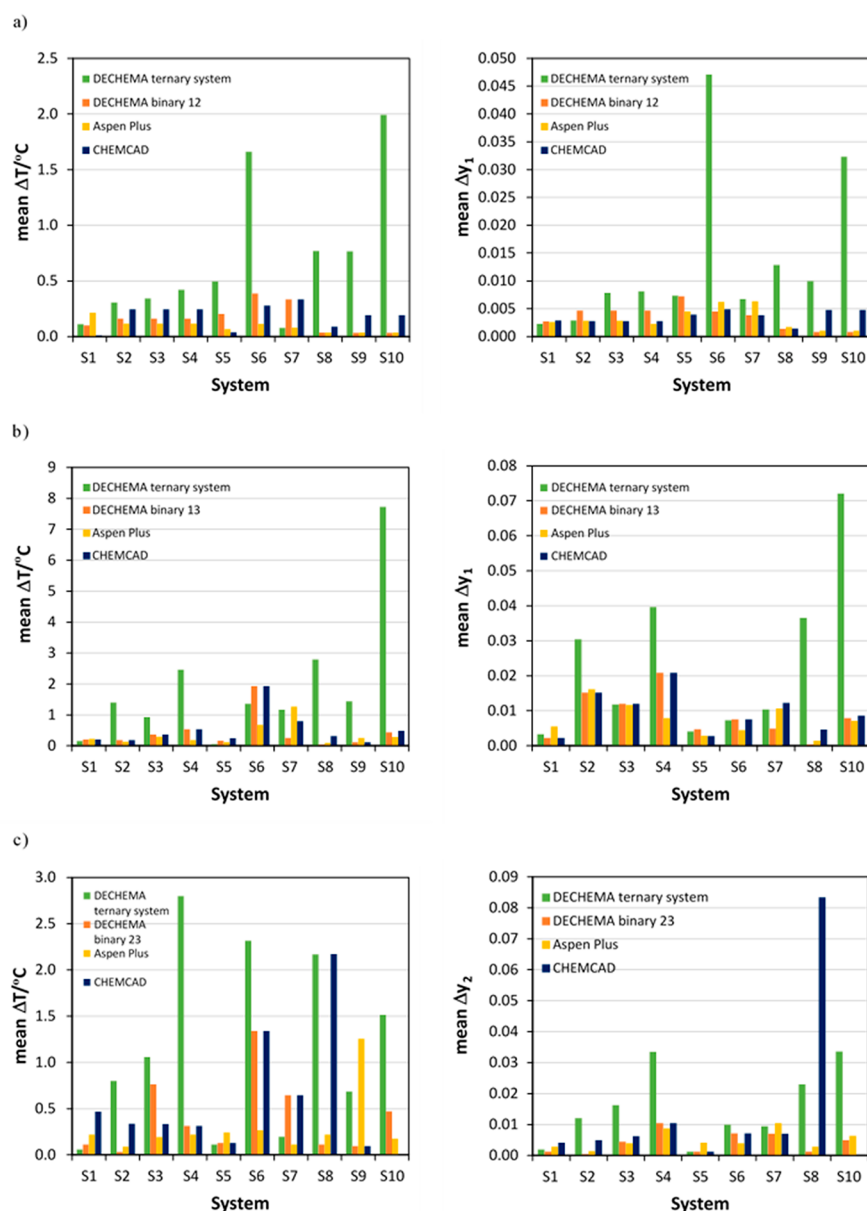 a)
2.5
2.0
1.5
1.0
0.5
0.0
mean ΔT/°C
DECHEMA ternary system
DECHEMA binary 12
Aspen Plus
CHEMCAD
S1 S2 S3 S4 S5 S6 S7 S8 S9 S10
System
0.050
0.045
0.040
0.035
0.030
0.025
0.020
0.015
0.010
0.005
0.000
mean Δy₁
DECHEMA ternary system
DECHEMA binary 12
Aspen Plus
CHEMCAD
S1 S2 S3 S4 S5 S6 S7 S8 S9 S10
System
b)
9
8
7
6
5
4
3
2
1
0
mean ΔT/°C
DECHEMA ternary system
DECHEMA binary 13
Aspen Plus
CHEMCAD
S1 S2 S3 S4 S5 S6 S7 S8 S9 S10
System
0.08
0.07
0.06
0.05
0.04
0.03
0.02
0.01
0.00
mean Δy₁
DECHEMA ternary system
DECHEMA binary 13
Aspen Plus
CHEMCAD
S1 S2 S3 S4 S5 S6 S7 S8 S9 S10
System
c)
3.0
2.5
2.0
1.5
1.0
0.5
0.0
mean ΔT/°C
DECHEMA
ternary system
DECHEMA
binary 23
Aspen Plus
CHEMCAD
S1 S2 S3 S4 S5 S6 S7 S8 S9 S10
System
0.09
0.08
0.07
0.06
0.05
0.04
0.03
0.02
0.01
0.00
mean Δy₂
DECHEMA ternary system
DECHEMA binary 23
Aspen Plus
CHEMCAD
S1 S2 S3 S4 S5 S6 S7 S8 S9 S10
System